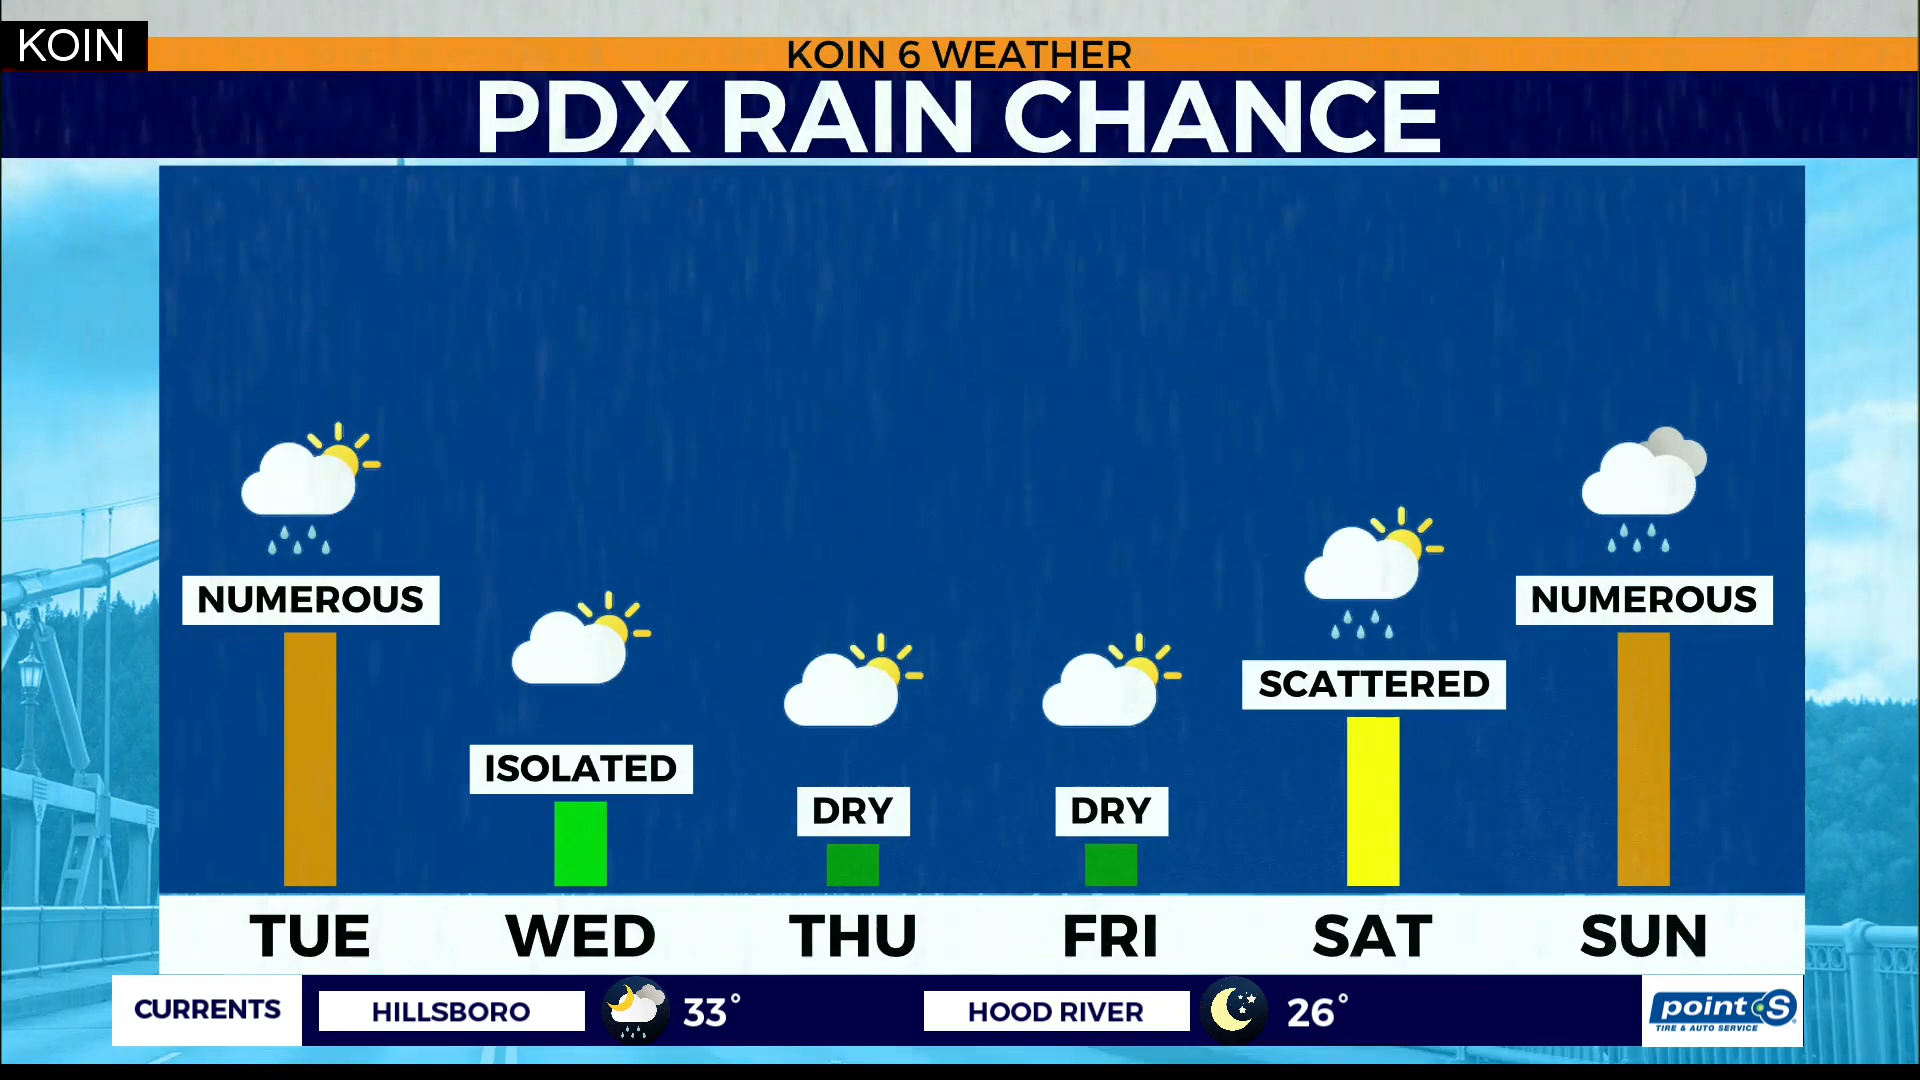 KOIN
KOIN 6 WEATHER
PDX RAIN CHANCE
NUMEROUS
ISOLATED
DRY
DRY
SCATTERED
NUMEROUS
TUE WED THU FRI SAT SUN
CURRENTS HILLSBORO 33° HOOD RIVER 26°
point S
TIRE & AUTO SERVICE